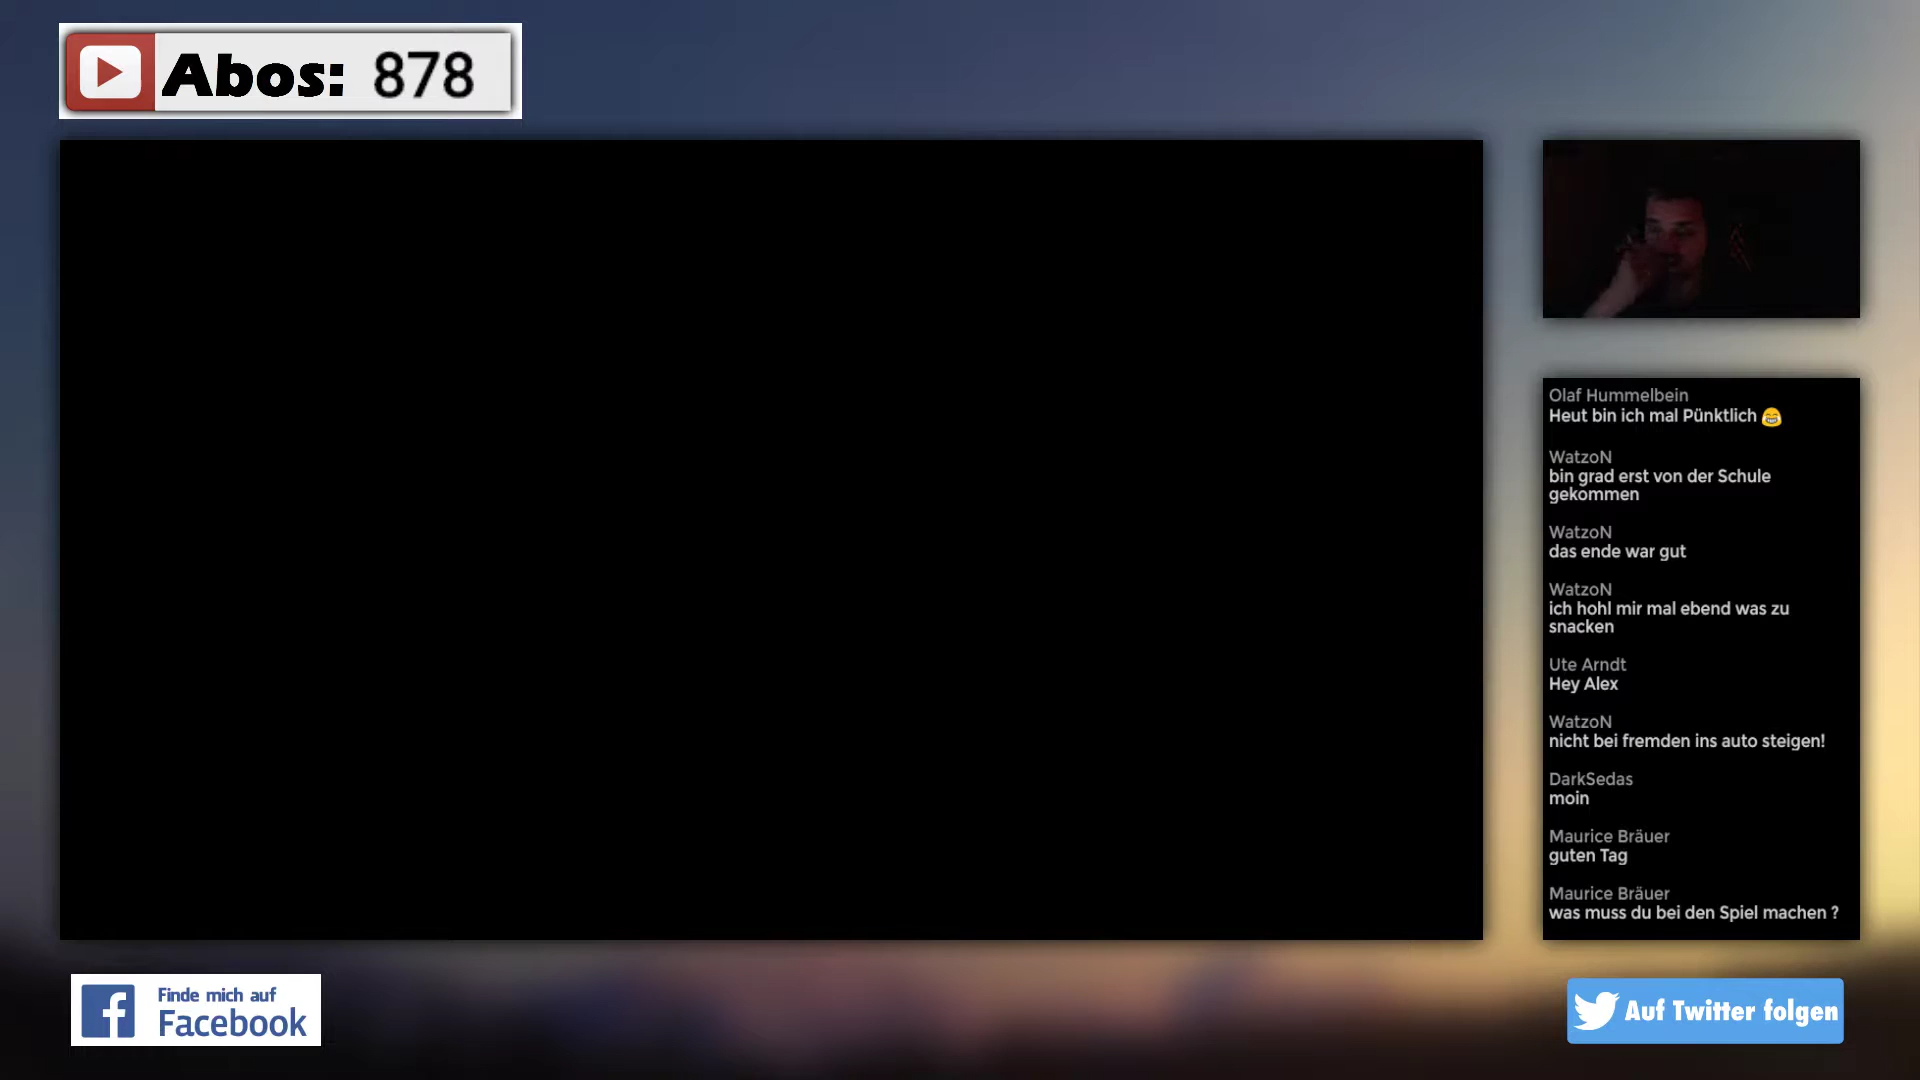 Abos: 878
Olaf Hummelbein
Heut bin ich mal Pünktlich 😁
WatzoN
bin grad erst von der Schule
gekommen
WatzoN
das ende war gut
WatzoN
ich hohl mir mal ebend was zu
snacken
Ute Arndt
Hey Alex
WatzoN
nicht bei fremden ins auto steigen!
DarkSedas
moin
Maurice Bräuer
guten Tag
Maurice Bräuer
was muss du bei den Spiel machen ?
Finde mich auf
Facebook
Auf Twitter folgen